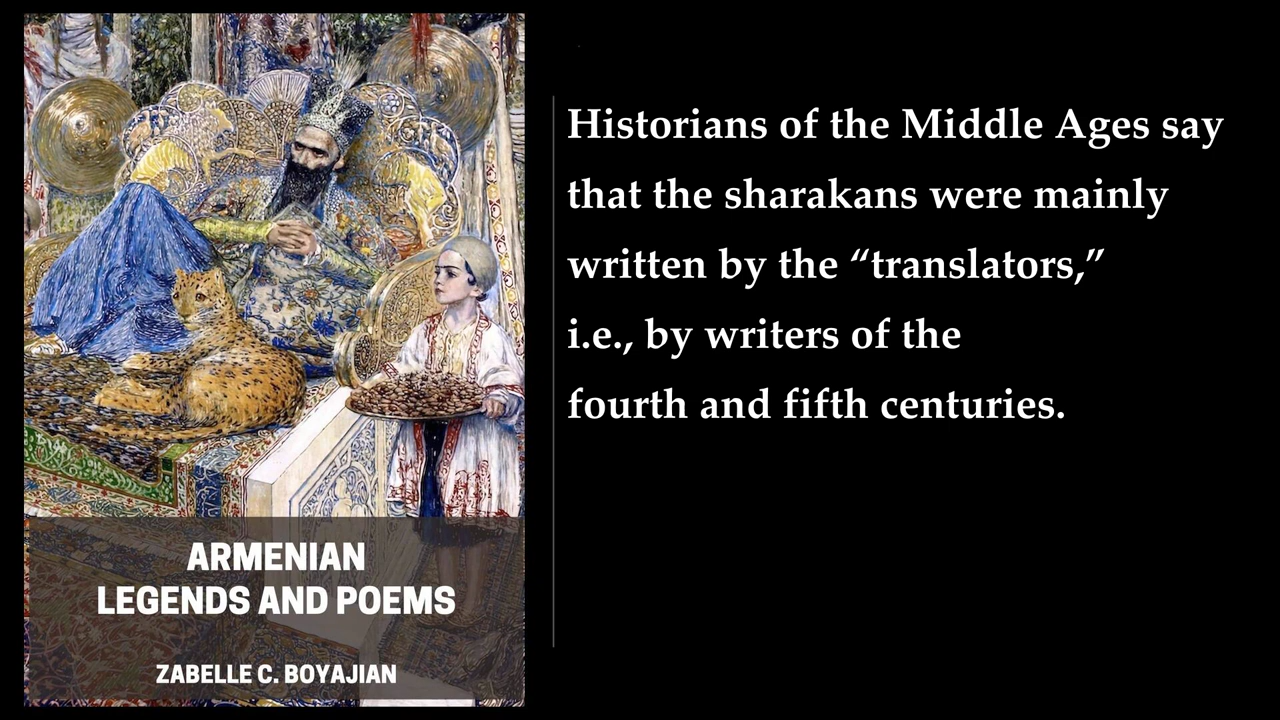 ARMENIAN
LEGENDS AND POEMS
ZABELLE C. BOYAJIAN
Historians of the Middle Ages say
that the sharakans were mainly
written by the “translators,”
i.e., by writers of the
fourth and fifth centuries.